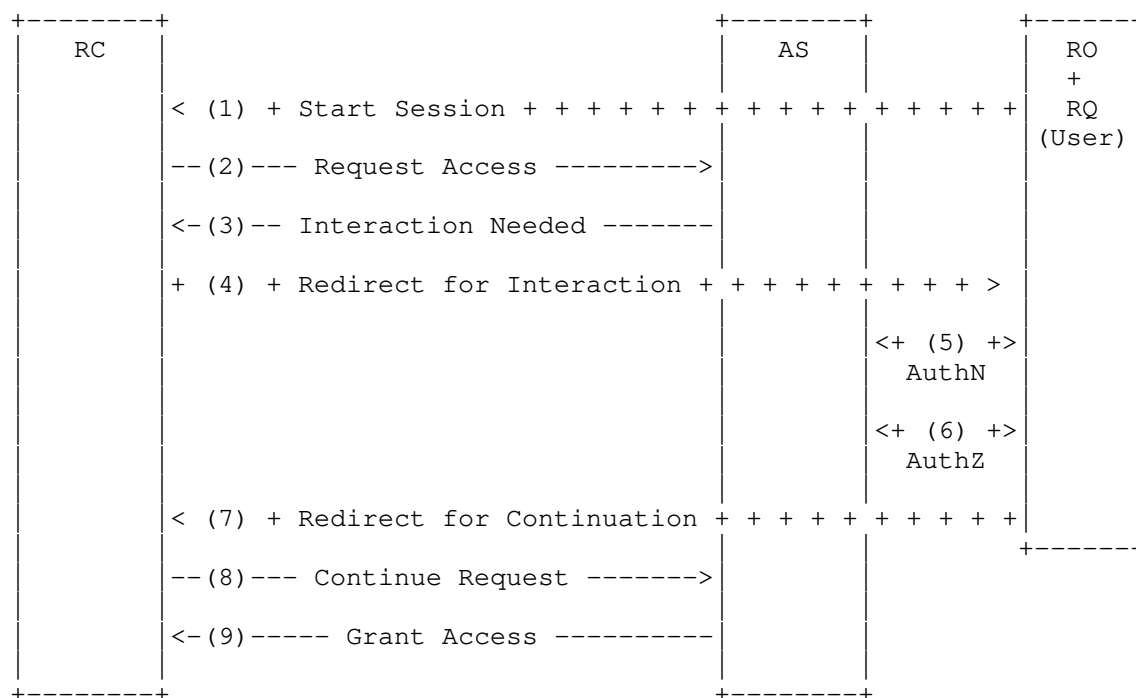 +--------+                                  +--------+         +-------
|   RC   |                                  |   AS   |         |  RO
|        |                                  |        |         |  +
|        |< (1) + Start Session + + + + + + + + + + + + + + +|  RQ
|        |                                  |        |         |(User)
|        |--(2)--- Request Access --------->|        |         |
|        |                                  |        |         |
|        |<-(3)-- Interaction Needed -------|        |         |
|        |                                  |        |         |
|        |+ (4) + Redirect for Interaction + + + + + + + + + >  |
|        |                                  |        |         |
|        |                                  |        |<+ (5) +>|
|        |                                  |        |  AuthN  |
|        |                                  |        |         |
|        |                                  |        |<+ (6) +>|
|        |                                  |        |  AuthZ  |
|        |                                  |        |         |
|        |< (7) + Redirect for Continuation + + + + + + + + +|
|        |                                  |        |         +-------
|        |--(8)--- Continue Request ------->|        |
|        |                                  |        |
|        |<-(9)----- Grant Access ----------|        |
|        |                                  |        |
+--------+                                  +--------+